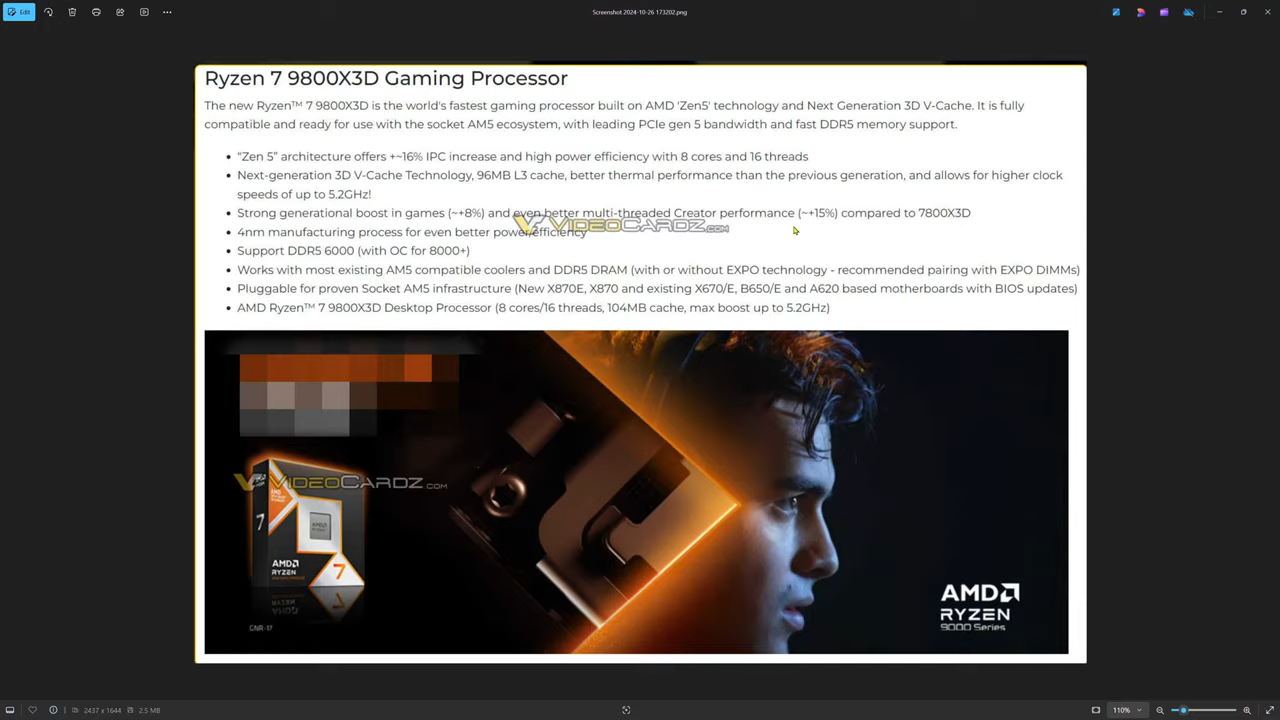 Edit
Screenshot 2024-10-26 173202.png
Ryzen 7 9800X3D Gaming Processor
The new Ryzen™ 7 9800X3D is the world's fastest gaming processor built on AMD 'Zen5' technology and Next Generation 3D V-Cache. It is fully
compatible and ready for use with the socket AM5 ecosystem, with leading PCIe gen 5 bandwidth and fast DDR5 memory support.
• “Zen 5” architecture offers +~16% IPC increase and high power efficiency with 8 cores and 16 threads
• Next-generation 3D V-Cache Technology, 96MB L3 cache, better thermal performance than the previous generation, and allows for higher clock
speeds of up to 5.2GHz!
• Strong generational boost in games (~+8%) and even better multi-threaded Creator performance (~+15%) compared to 7800X3D
VIDEOCARDZ.COM
• 4nm manufacturing process for even better power efficiency
• Support DDR5 6000 (with OC for 8000+)
• Works with most existing AM5 compatible coolers and DDR5 DRAM (with or without EXPO technology - recommended pairing with EXPO DIMMs)
• Pluggable for proven Socket AM5 infrastructure (New X870E, X870 and existing X670/E, B650/E and A620 based motherboards with BIOS updates)
• AMD Ryzen™ 7 9800X3D Desktop Processor (8 cores/16 threads, 104MB cache, max boost up to 5.2GHz)
VIDEOCARDZ.COM
7
AMD
AMD
RYZEN
7
GNR-17
AMD
RYZEN
9000 Series
2437 x 1644
2.5 MB
110%